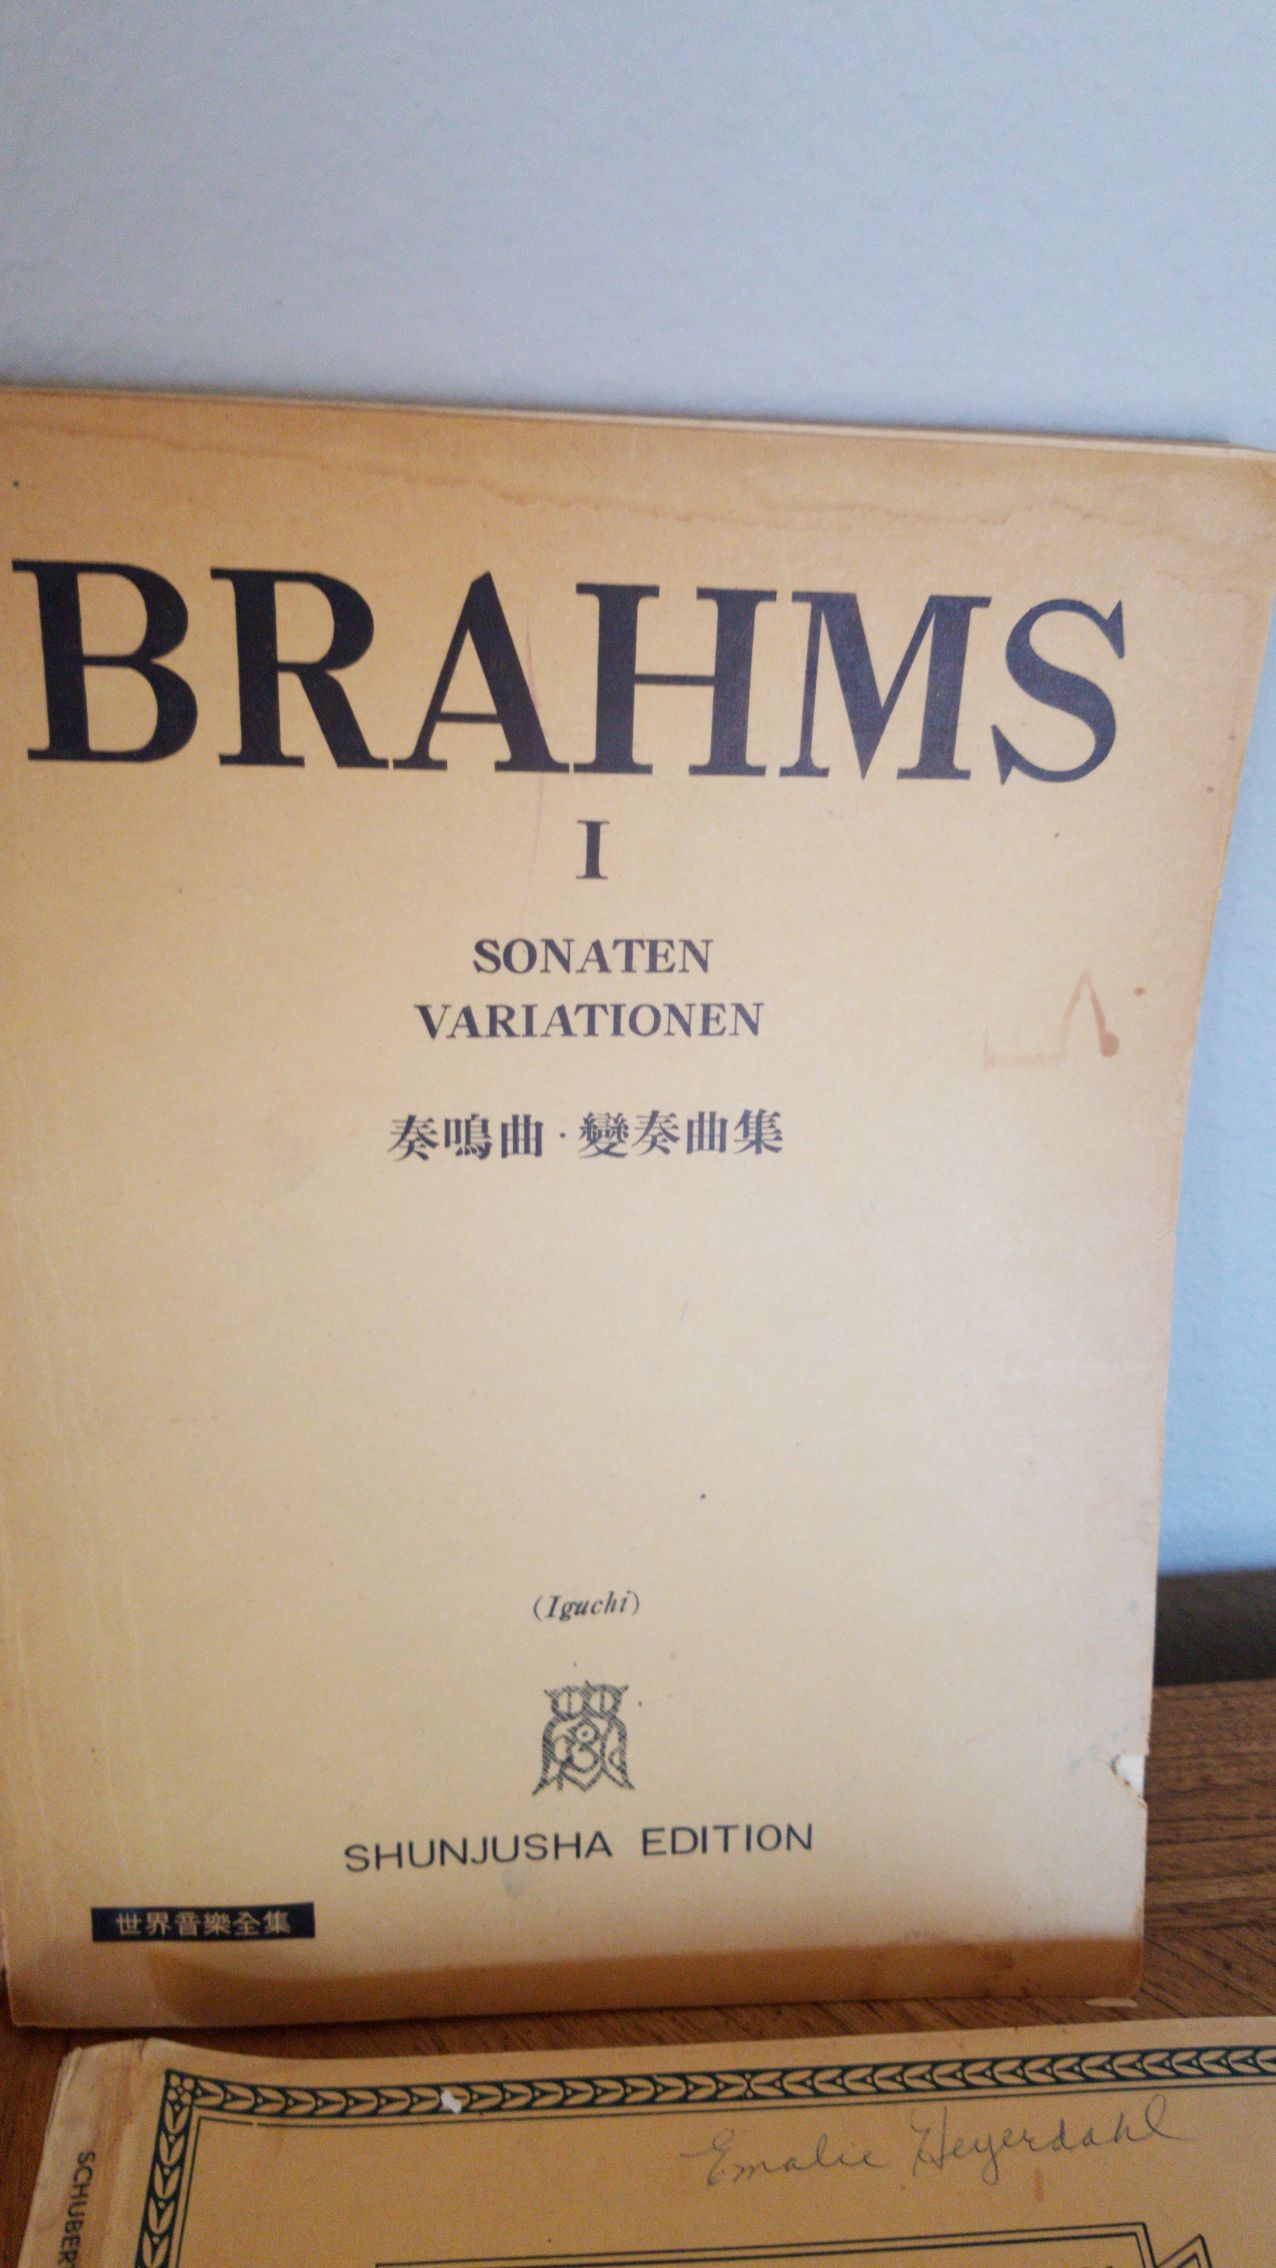 BRAHMS
I
SONATEN
VARIATIONEN
奏鳴曲・變奏曲集
(Iguchi)
SHUNJUSHA EDITION
世界音樂全集
Emalie Heyerdahl